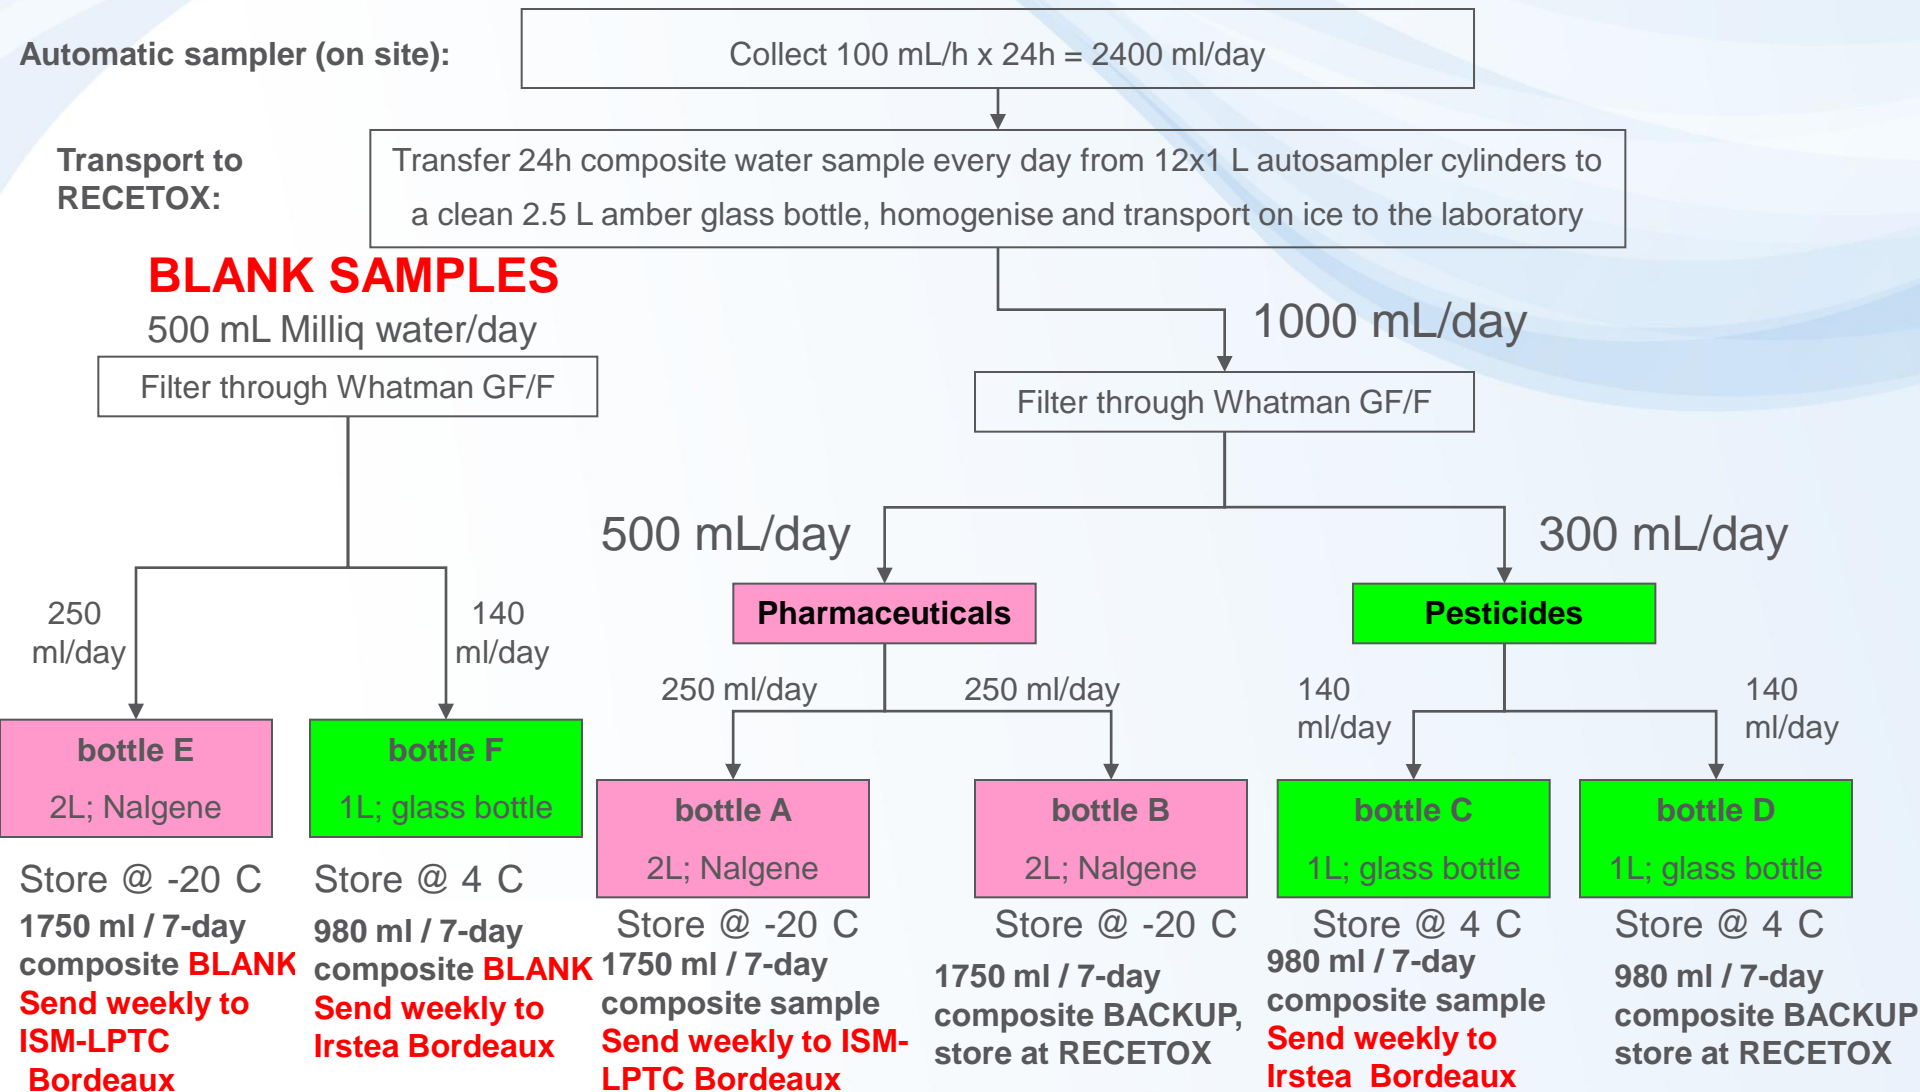 Automatic sampler (on site):
Collect 100 mL/h x 24h = 2400 ml/day
Transport to
RECETOX:
Transfer 24h composite water sample every day from 12x1 L autosampler cylinders to
a clean 2.5 L amber glass bottle, homogenise and transport on ice to the laboratory
BLANK SAMPLES
500 mL Milliq water/day
Filter through Whatman GF/F
1000 mL/day
Filter through Whatman GF/F
500 mL/day
300 mL/day
Pharmaceuticals
Pesticides
250
ml/day
140
ml/day
250 ml/day
250 ml/day
140
ml/day
140
ml/day
bottle E
2L; Nalgene
Store @ -20 C
1750 ml / 7-day
composite BLANK
Send weekly to
ISM-LPTC
Bordeaux
bottle F
1L; glass bottle
Store @ 4 C
980 ml / 7-day
composite BLANK
Send weekly to
Irstea Bordeaux
bottle A
2L; Nalgene
Store @ -20 C
1750 ml / 7-day
composite sample
Send weekly to ISM-
LPTC Bordeaux
bottle B
2L; Nalgene
Store @ -20 C
1750 ml / 7-day
composite BACKUP,
store at RECETOX
bottle C
1L; glass bottle
Store @ 4 C
980 ml / 7-day
composite sample
Send weekly to
Irstea Bordeaux
bottle D
1L; glass bottle
Store @ 4 C
980 ml / 7-day
composite BACKUP
store at RECETOX